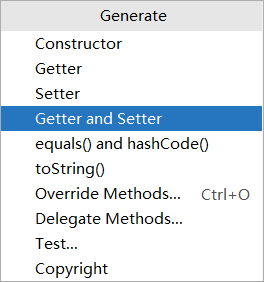 Generate
Constructor
Getter
Setter
Getter and Setter
equals() and hashCode()
toString()
Override Methods... Ctrl+O
Delegate Methods...
Test...
Copyright